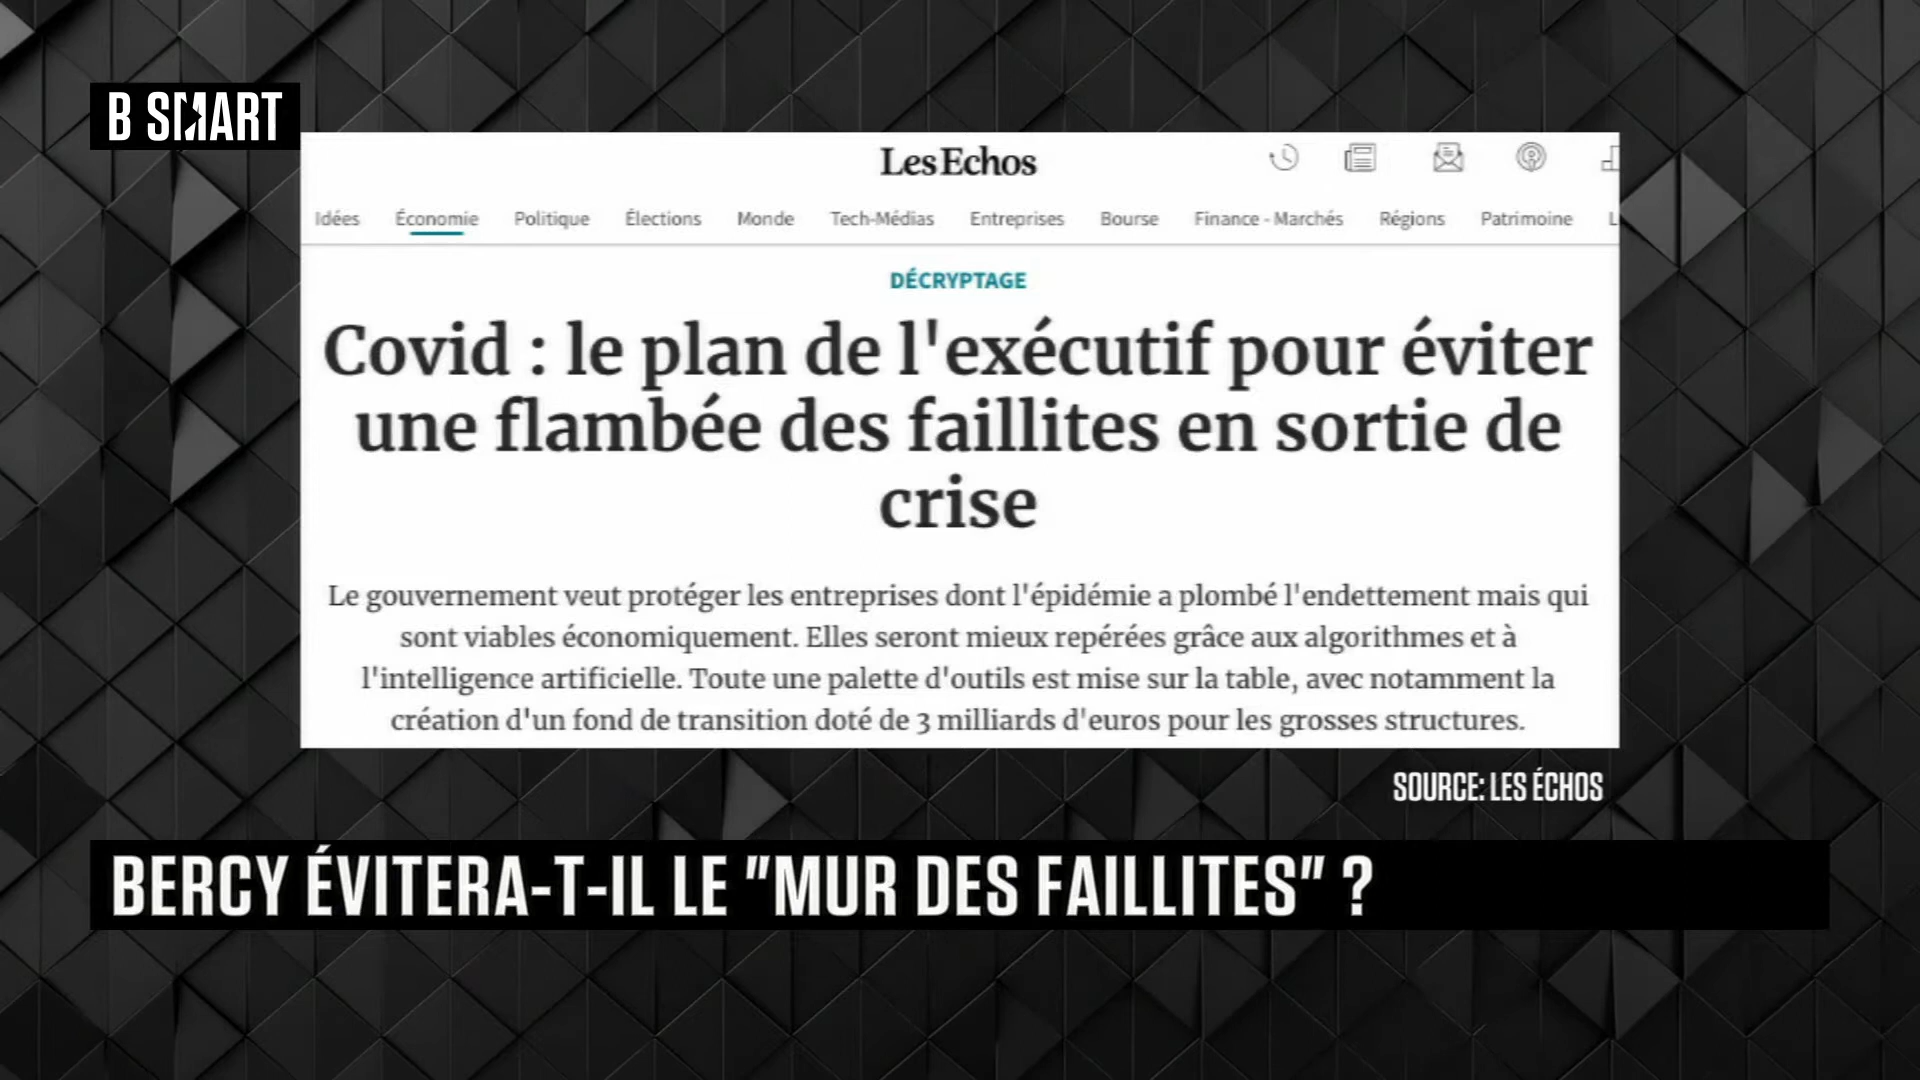 B SMART
Les Echos
Idées Économie Politique Élections Monde Tech-Médias Entreprises Bourse Finance - Marchés Régions Patrimoine L
DÉCRYPTAGE
Covid : le plan de l'exécutif pour éviter
une flambée des faillites en sortie de
crise
Le gouvernement veut protéger les entreprises dont l'épidémie a plombé l'endettement mais qui
sont viables économiquement. Elles seront mieux repérées grâce aux algorithmes et à
l'intelligence artificielle. Toute une palette d'outils est mise sur la table, avec notamment la
création d'un fond de transition doté de 3 milliards d'euros pour les grosses structures.
SOURCE: LES ÉCHOS
BERCY ÉVITERA-T-IL LE "MUR DES FAILLITES" ?